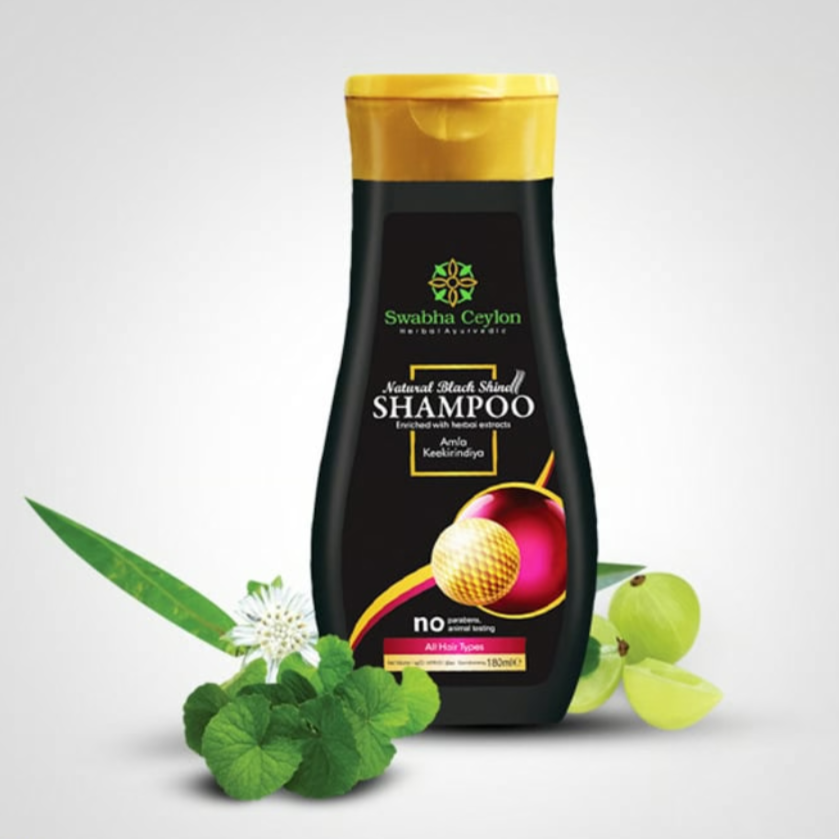 Swabha Ceylon
Herbal Ayurvedic
Natural Black Shine
SHAMPOO
Enriched with herbal extracts
Amla
Keekirindiya
no parabens,
animal testing
All Hair Types
180ml℮